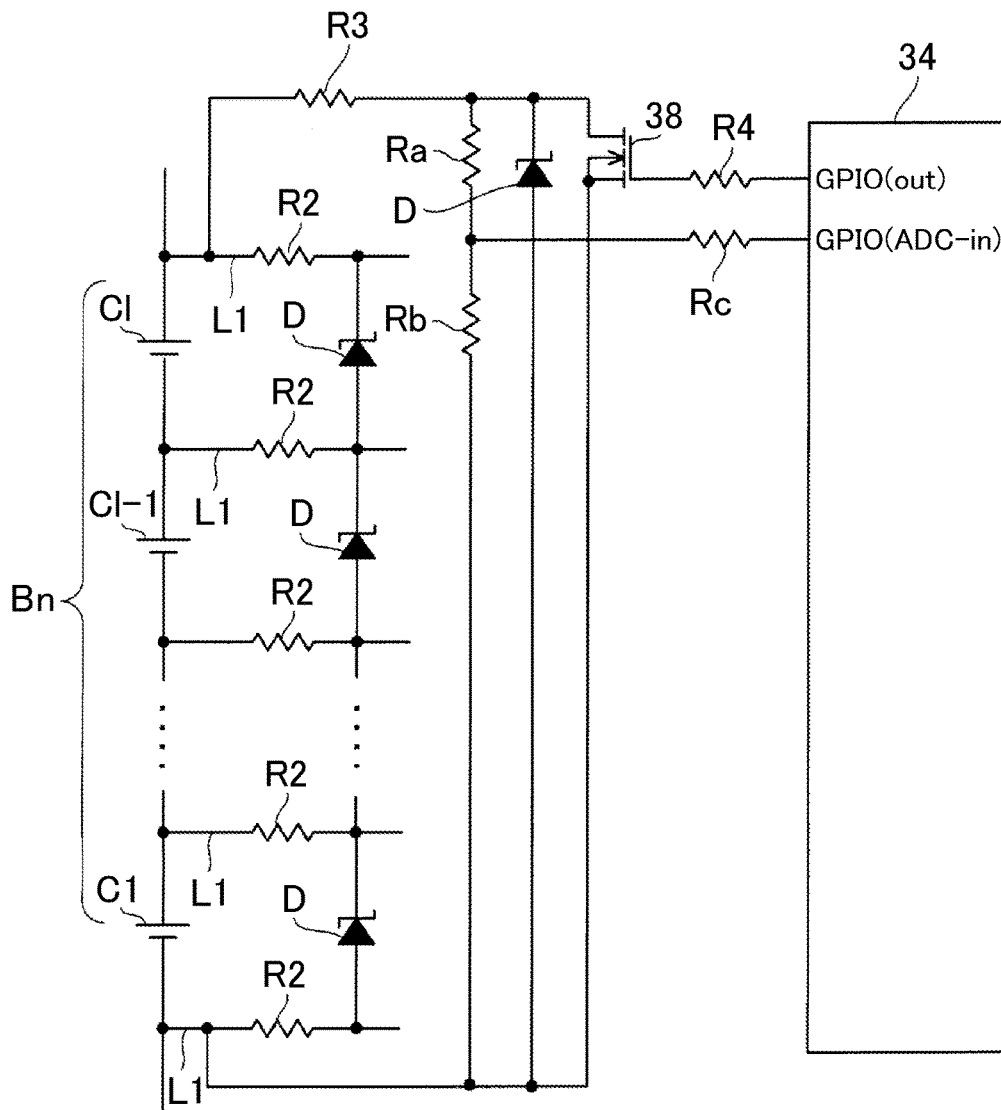 R3
34
38
Ra
R4
GPIO(out)
D
R2
GPIO(ADC-in)
Cl
L1
D
Rb
Rc
R2
Cl-1
L1
D
Bn
R2
R2
L1
C1
D
R2
L1